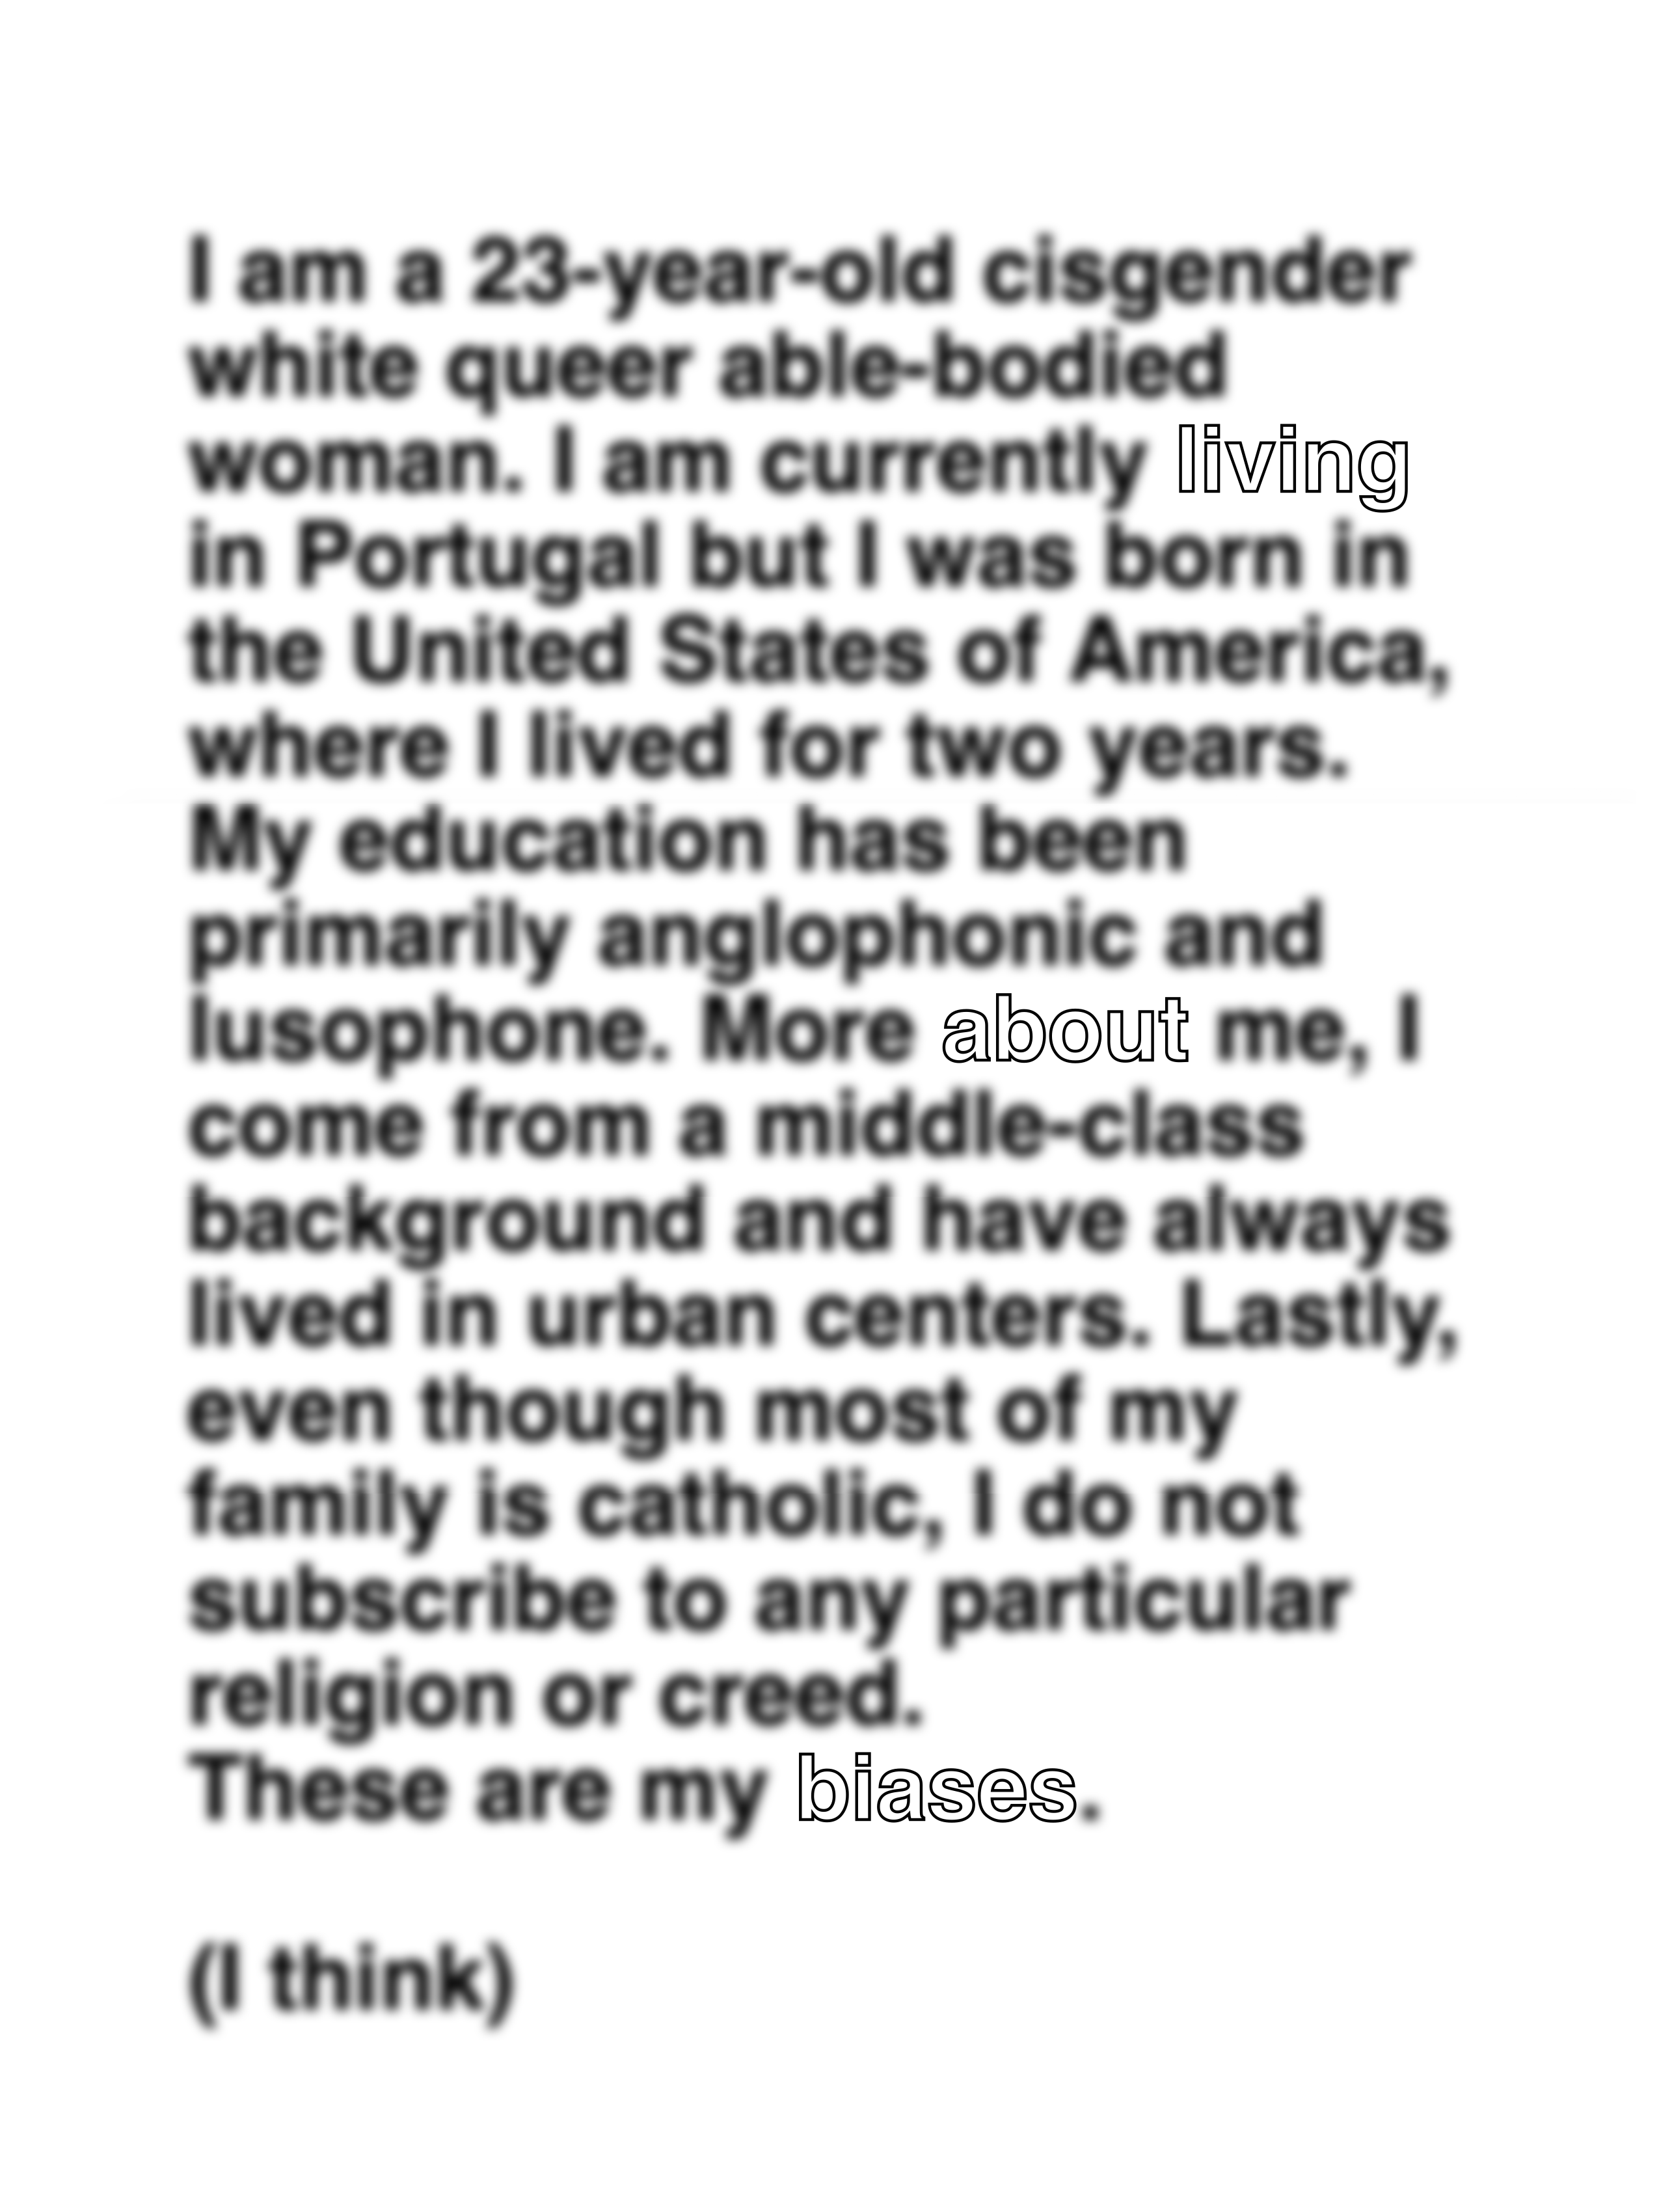 I am a 23-year-old cisgender
white queer able-bodied
woman. I am currently living
in Portugal but I was born in
the United States of America,
where I lived for two years.
My education has been
primarily anglophonic and
lusophone. More about me, I
come from a middle-class
background and have always
lived in urban centers. Lastly,
even though most of my
family is catholic, I do not
subscribe to any particular
religion or creed.
These are my biases.
(I think)